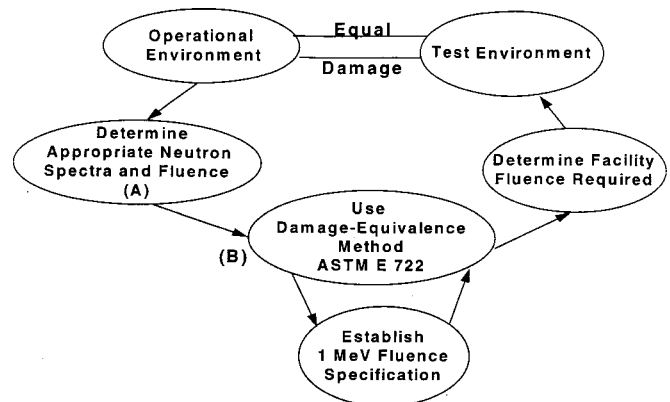 Operational
Environment
Equal
Damage
Test Environment
Determine
Appropriate Neutron
Spectra and Fluence
(A)
Determine Facility
Fluence Required
(B)
Use
Damage-Equivalence
Method
ASTM E 722
Establish
1 MeV Fluence
Specification